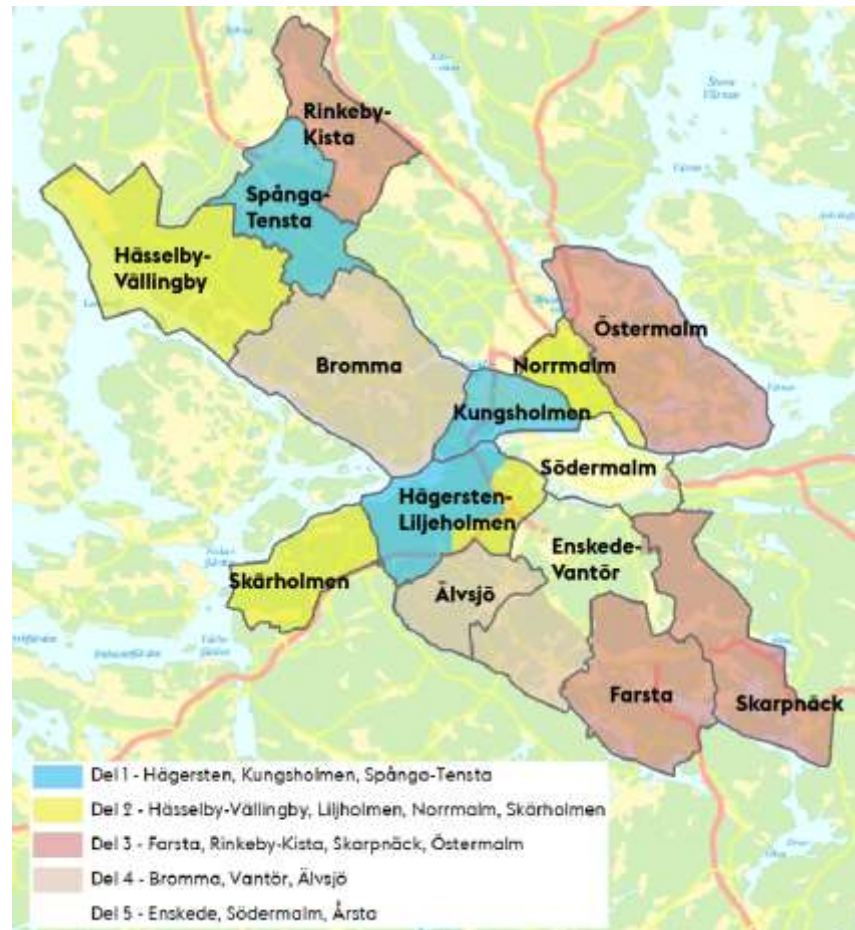 Rinkeby-
Kista
Spånga-
Tensta
Hässelby-
Vällingby
Östermalm
Bromma
Norrmalm
Kungsholmen
Södermalm
Hägersten-
Liljeholmen
Enskede-
Vantör
Skärholmen
Älvsjö
Farsta
Skarpnäck
Del 1 - Hägersten, Kungsholmen, Spånga-Tensta
Del 2 - Hässelby-Vällingby, Liljholmen, Norrmalm, Skärholmen
Del 3 - Farsta, Rinkeby-Kista, Skarpnäck, Östermalm
Del 4 - Bromma, Vantör, Älvsjö
Del 5 - Enskede, Södermalm, Årsta